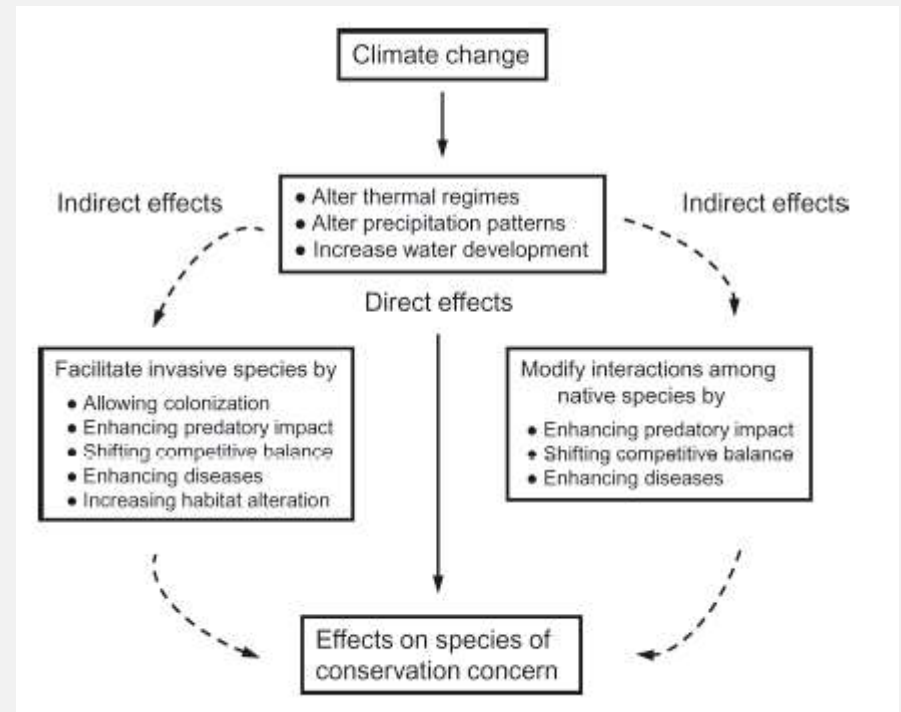 Climate change
Indirect effects
● Alter thermal regimes
● Alter precipitation patterns
● Increase water development
Indirect effects
Direct effects
Facilitate invasive species by
● Allowing colonization
● Enhancing predatory impact
● Shifting competitive balance
● Enhancing diseases
● Increasing habitat alteration
Modify interactions among
native species by
● Enhancing predatory impact
● Shifting competitive balance
● Enhancing diseases
Effects on species of
conservation concern